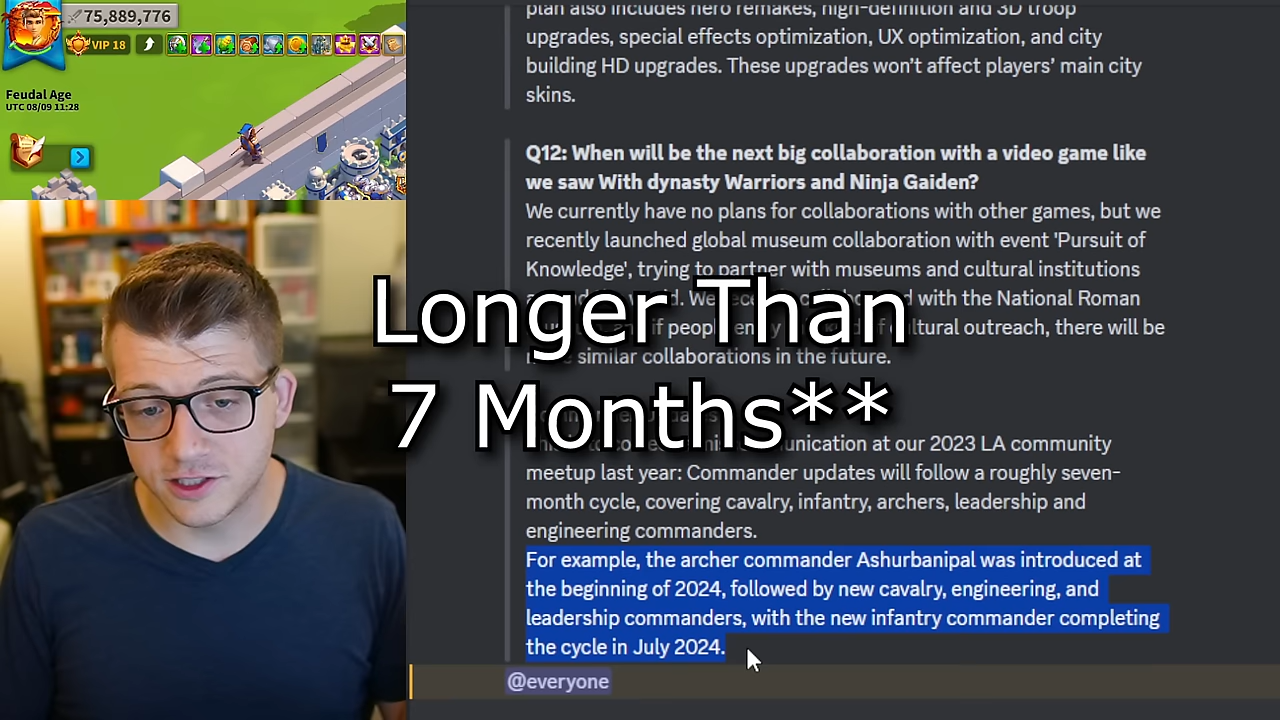 75,889,776
VIP 18
Feudal Age
UTC 08/09 11:28
plan also includes hero remakes, high-definition and 3D troop
upgrades, special effects optimization, UX optimization, and city
building HD upgrades. These upgrades won't affect players' main city
skins.
Q12: When will be the next big collaboration with a video game like
we saw With dynasty Warriors and Ninja Gaiden?
We currently have no plans for collaborations with other games, but we
recently launched global museum collaboration with event 'Pursuit of
Knowledge', trying to partner with museums and cultural institutions
with the National Roman
if people cultural outreach, there will be
similar collaborations in the future.
Longer Than
7 Months**
at our 2023 LA community
meetup last year: Commander updates will follow a roughly seven-
month cycle, covering cavalry, infantry, archers, leadership and
engineering commanders.
For example, the archer commander Ashurbanipal was introduced at
the beginning of 2024, followed by new cavalry, engineering, and
leadership commanders, with the new infantry commander completing
the cycle in July 2024.
@everyone